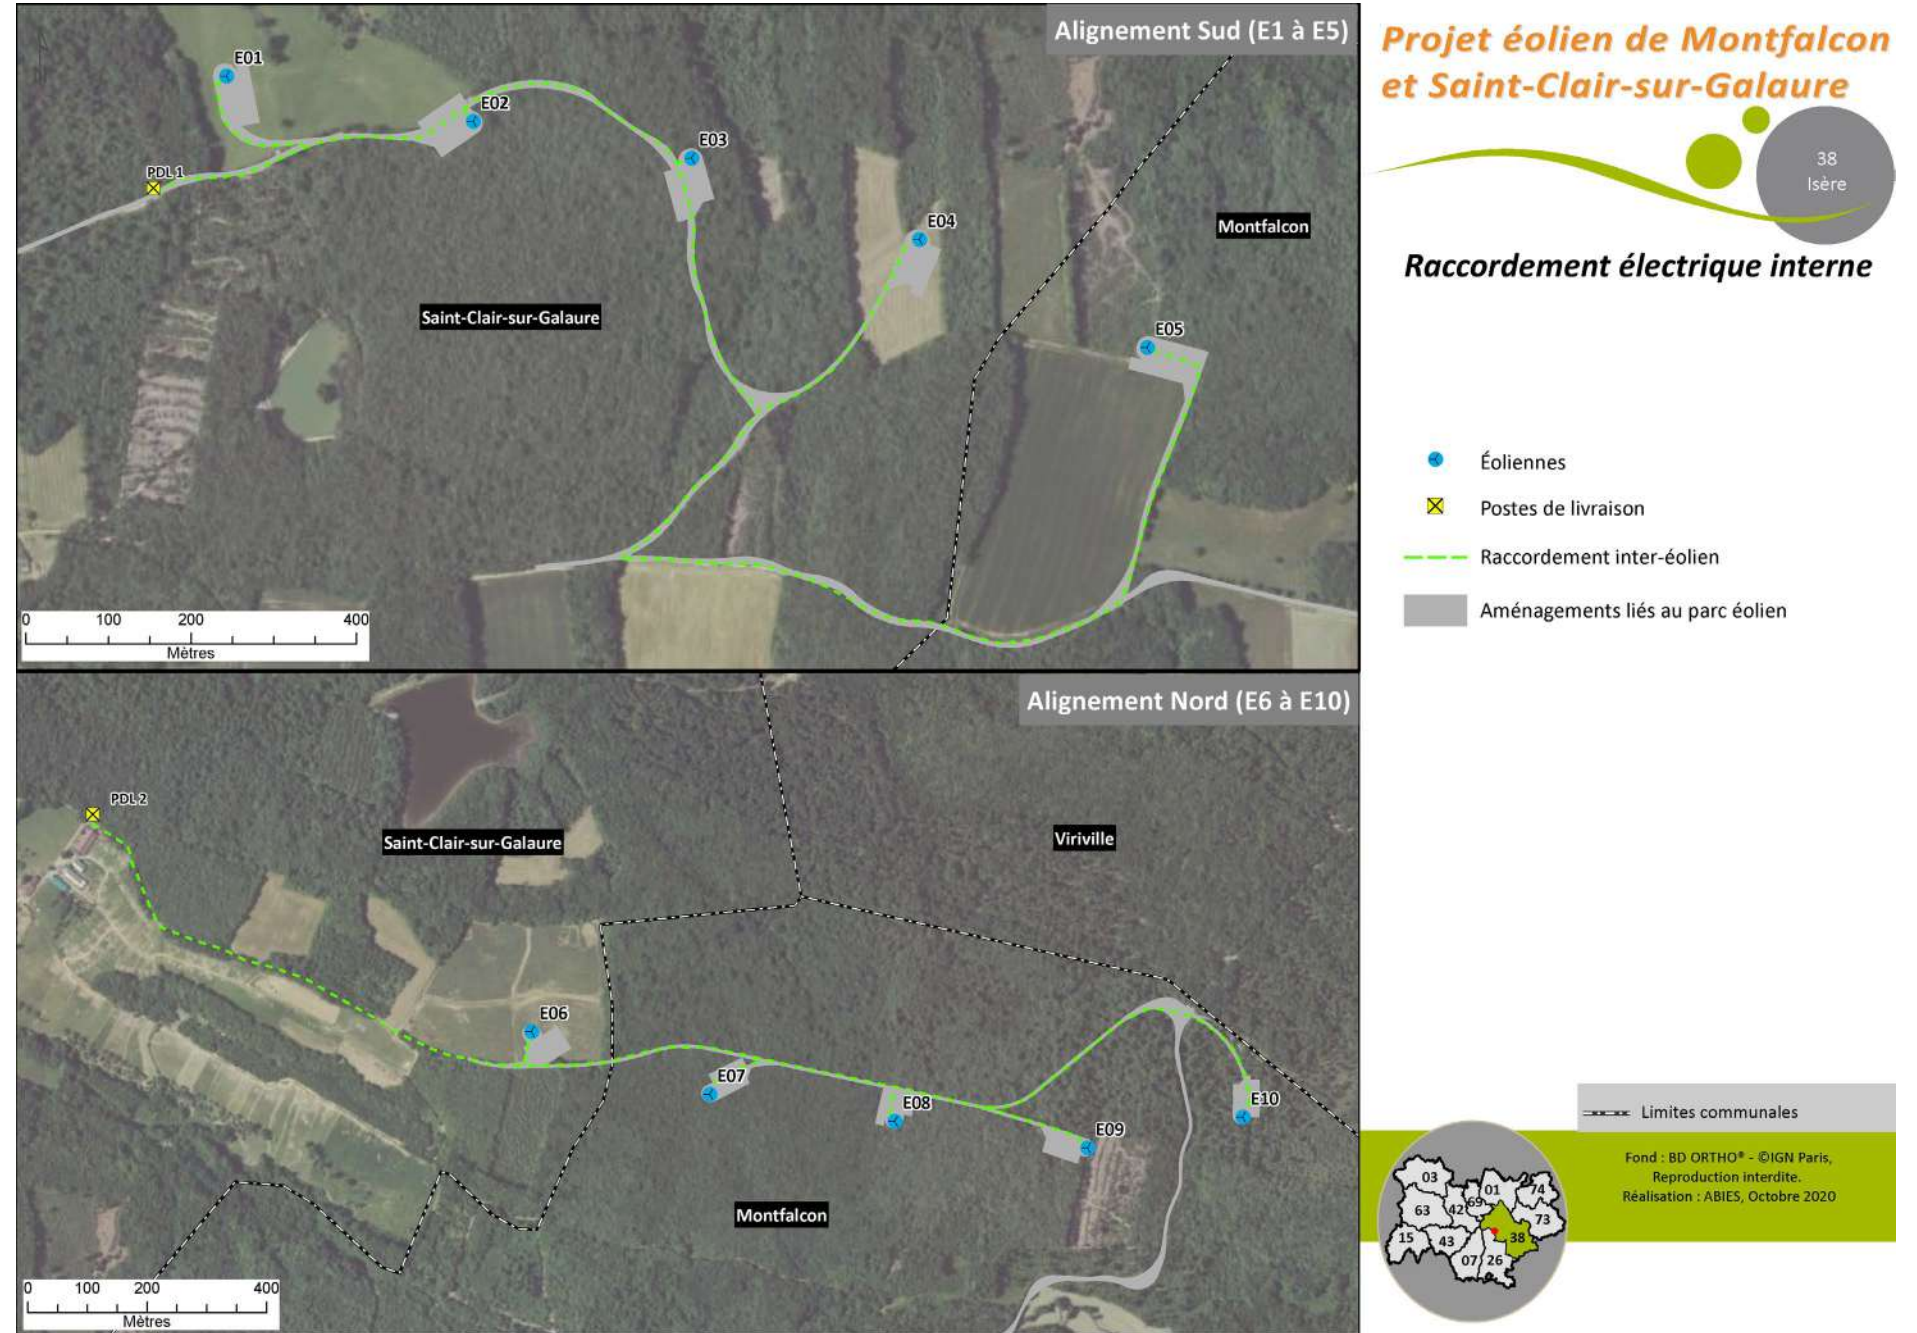 Alignement Sud (E1 à E5)
E01
E02
E03
PDL 1
E04
Montfalcon
Saint-Clair-sur-Galaure
E05
0 100 200 400
Mètres
Alignement Nord (E6 à E10)
PDL 2
Saint-Clair-sur-Galaure
Viriville
E06
E07
E08
E10
E09
Montfalcon
0 100 200 400
Mètres
Projet éolien de Montfalcon
et Saint-Clair-sur-Galaure
38
Isère
Raccordement électrique interne
Éoliennes
Postes de livraison
Raccordement inter-éolien
Aménagements liés au parc éolien
Limites communales
Fond : BD ORTHO® - ©IGN Paris,
Reproduction interdite.
Réalisation : ABIES, Octobre 2020
03
01
74
69
63
42
73
15
43
38
07
26